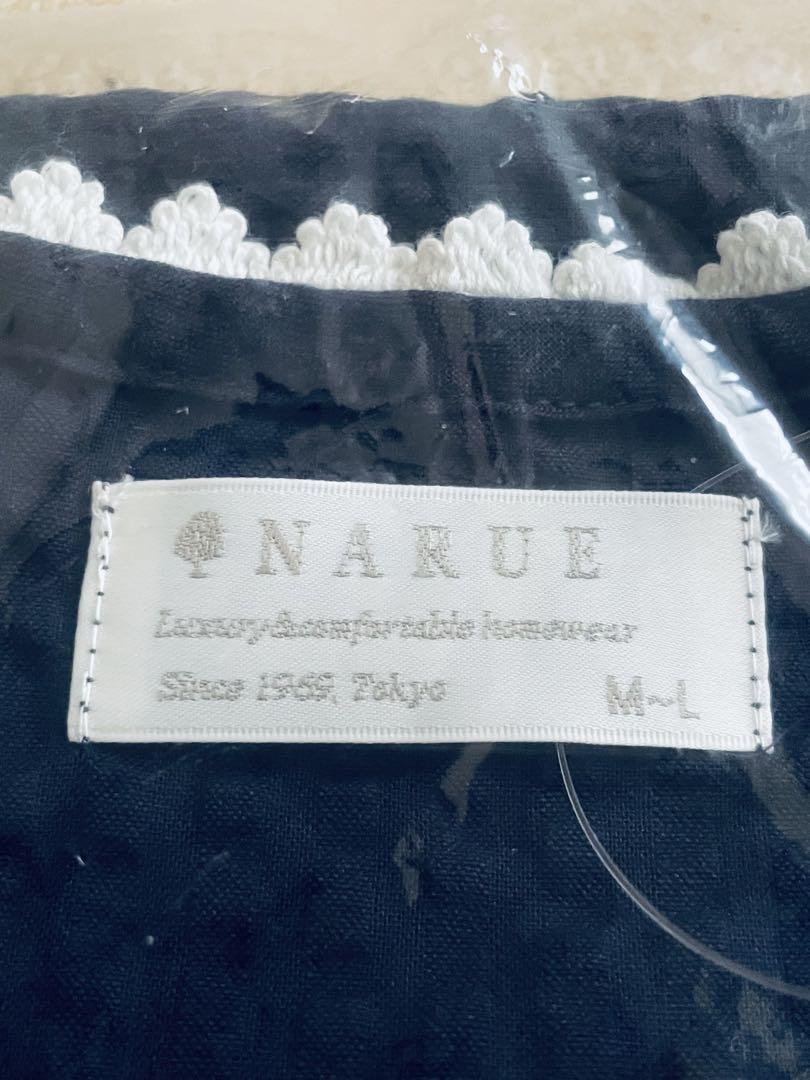 NARUE
Luxury&comfortable homewear
Since 1969, Tokyo
M~L